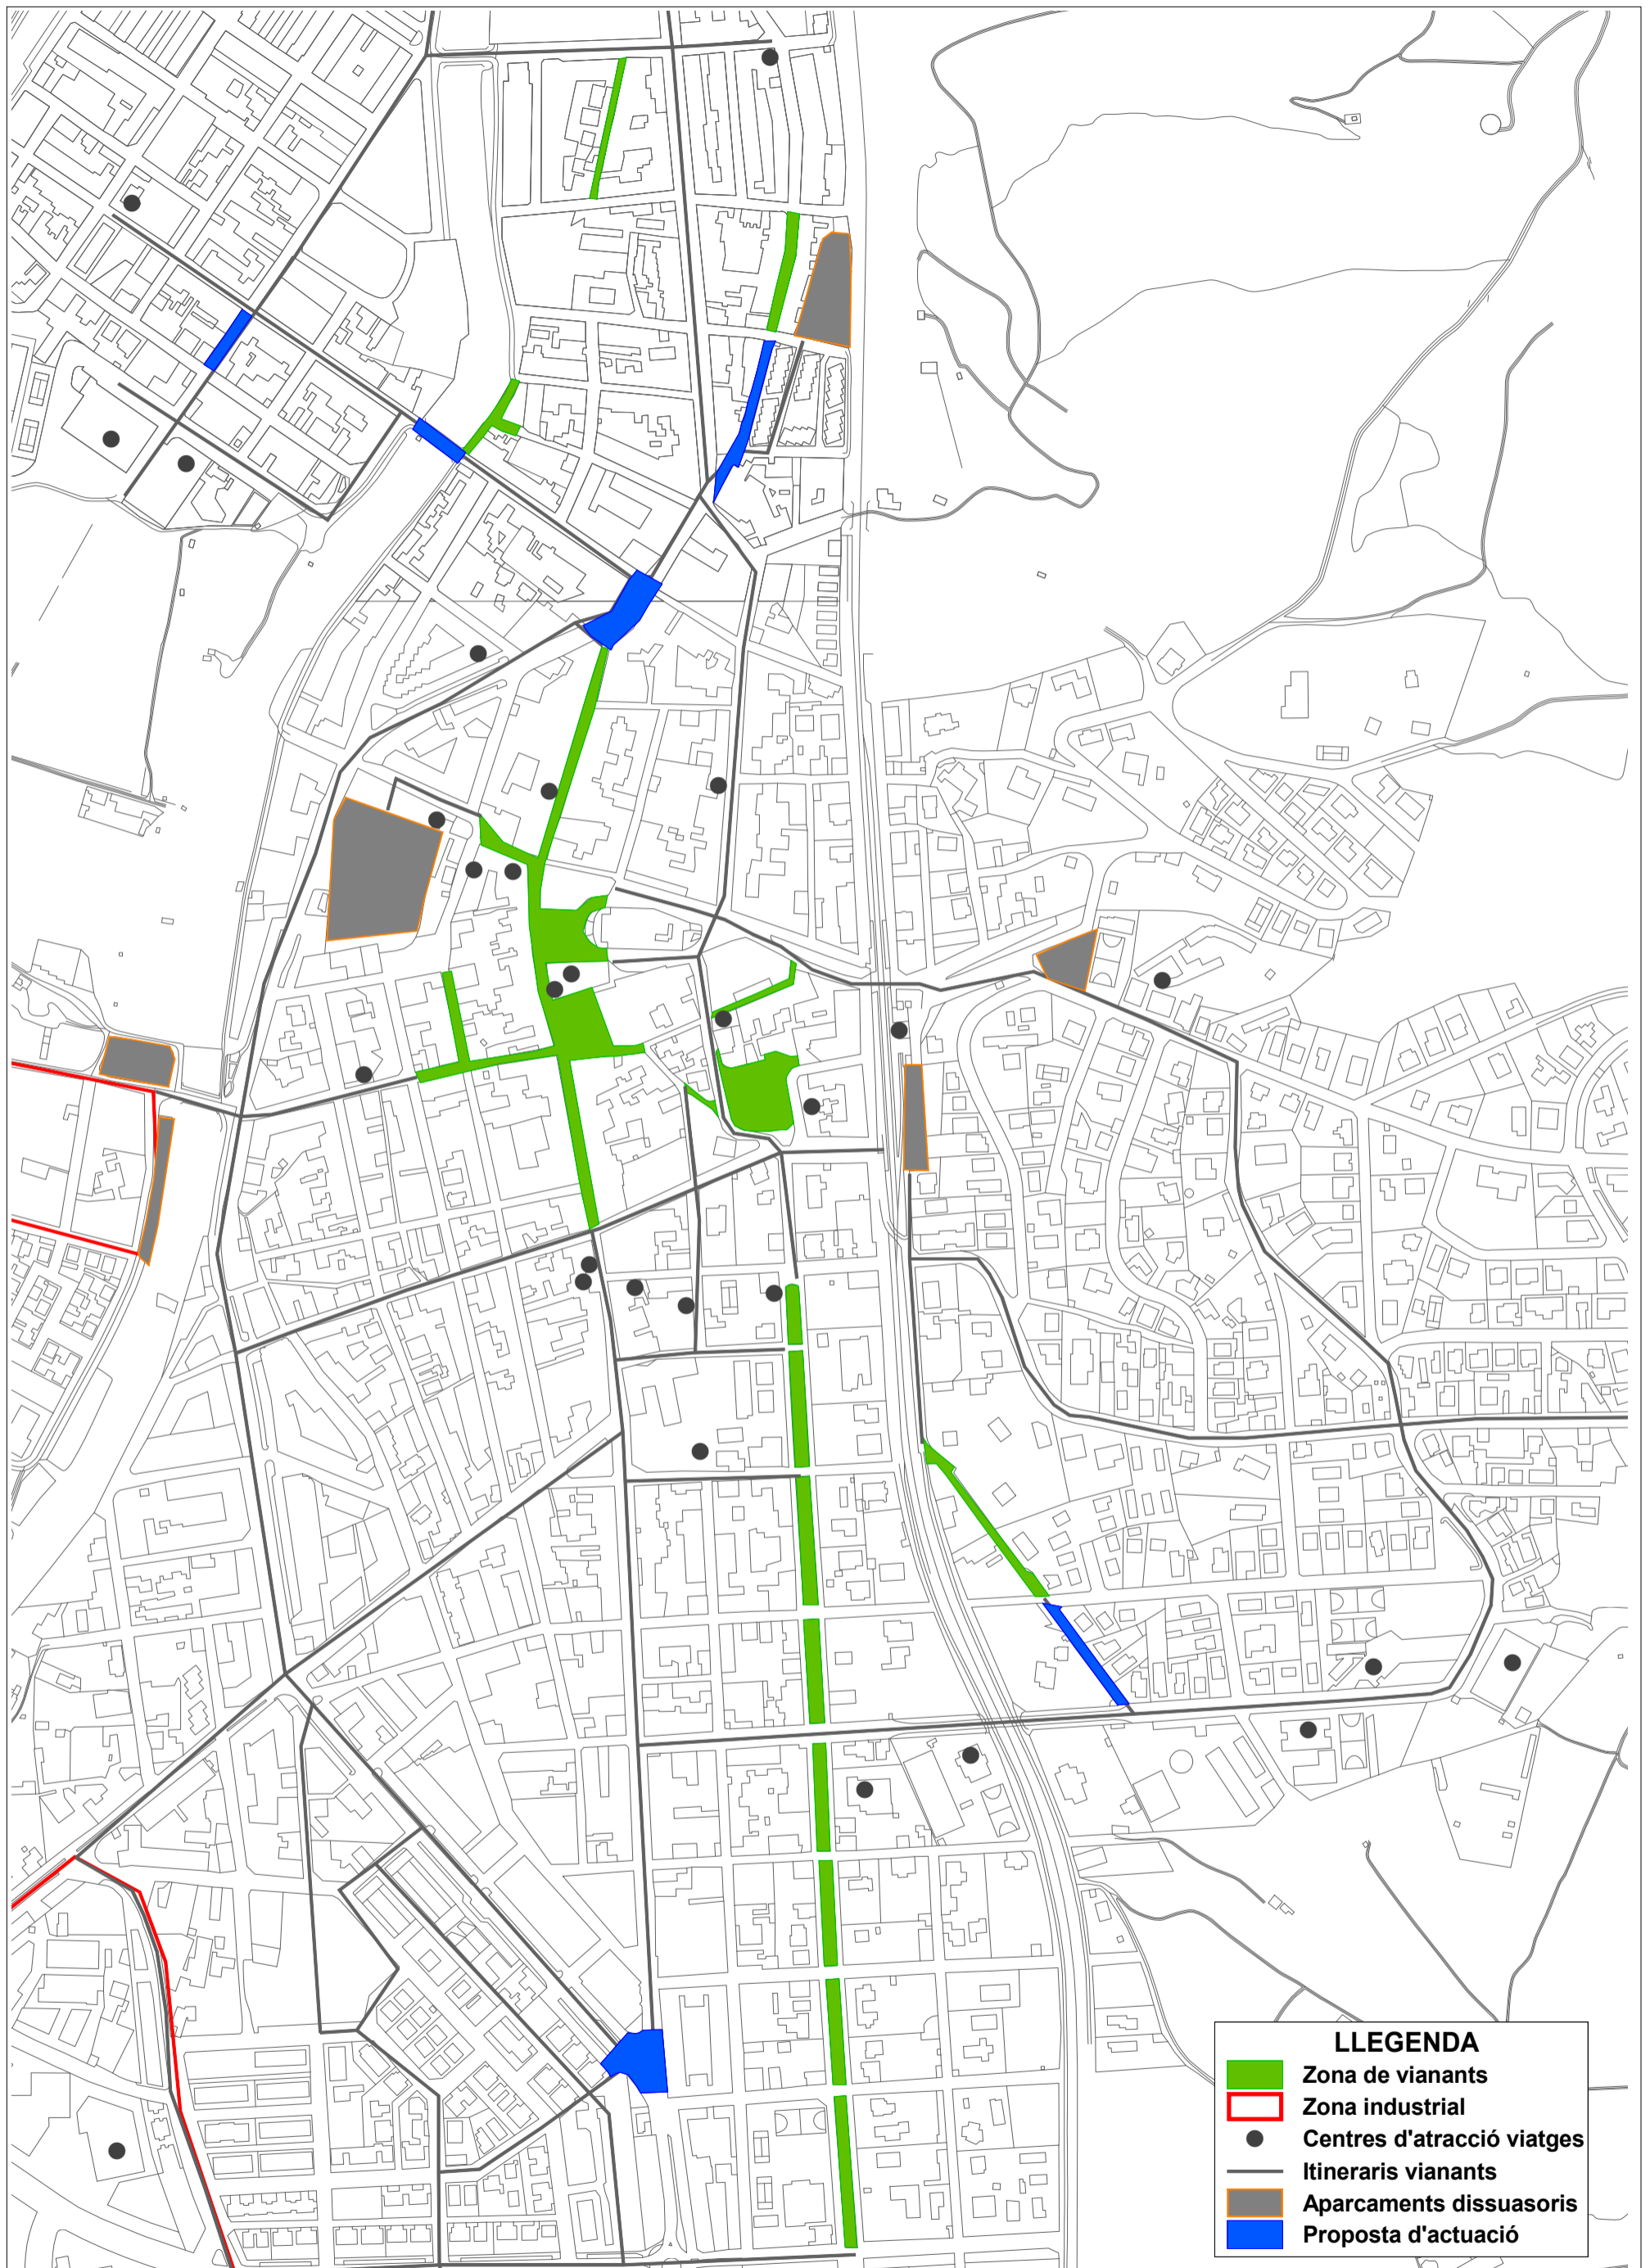 LLEGENDA
Zona de vianants
Zona industrial
Centres d'atracció viatges
Itineraris vianants
Aparcaments dissuasoris
Proposta d'actuació